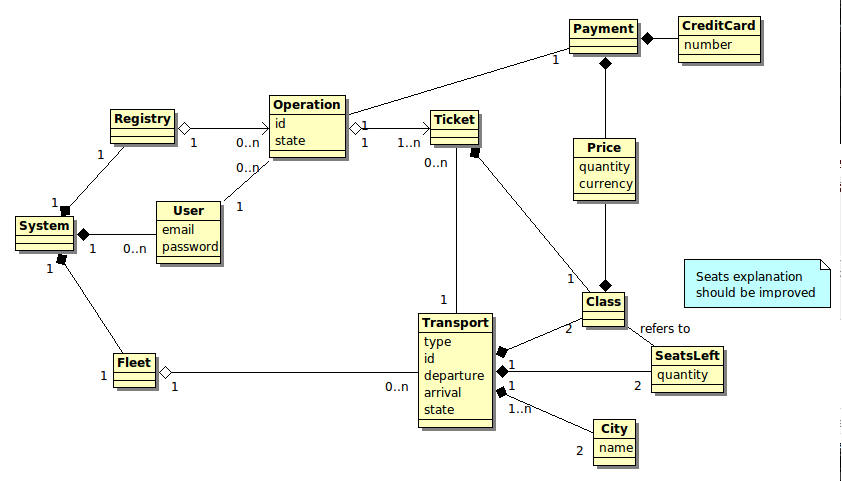 Payment
CreditCard
number
1
Operation
id
state
1
Registry
1
0..n
1
1..n
Ticket
0..n
Price
quantity
currency
1
0..n
1
User
email
password
1
System
1
0..n
1
1
Seats explanation
should be improved
Class
2
refers to
1
Transport
type
id
departure
arrival
state
SeatsLeft
quantity
Fleet
1
1
0..n
1
1
2
1..n
City
name
2